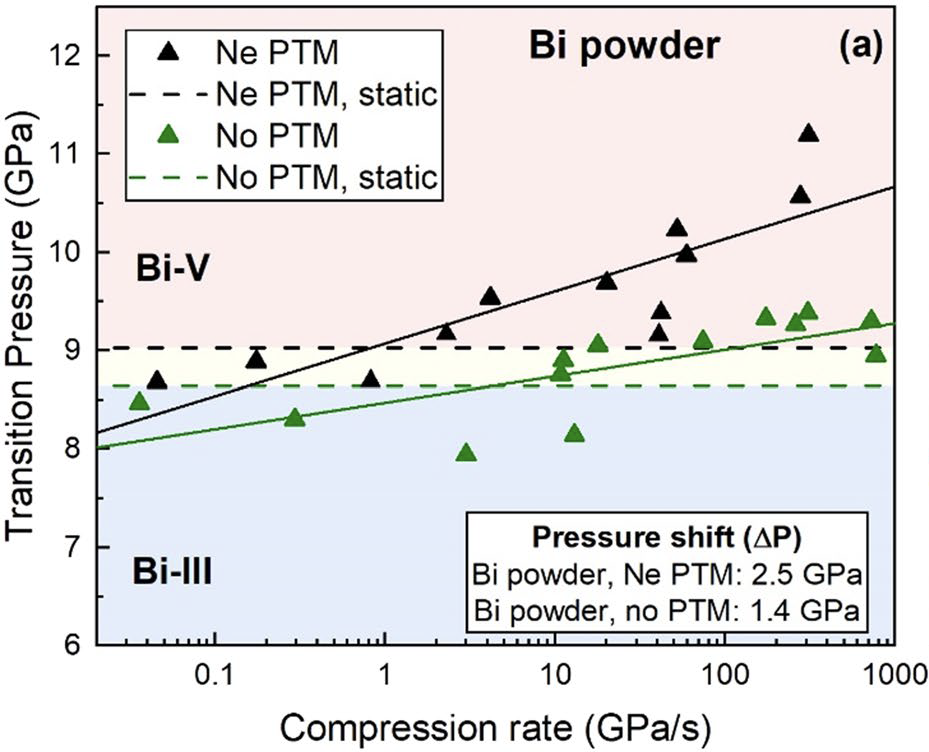 Bi powder
(a)
Ne PTM
Ne PTM, static
No PTM
No PTM, static
Bi-V
Bi-III
Pressure shift (ΔP)
Bi powder, Ne PTM: 2.5 GPa
Bi powder, no PTM: 1.4 GPa
Transition Pressure (GPa)
12
11
10
9
8
7
6
0.1
1
10
100
1000
Compression rate (GPa/s)